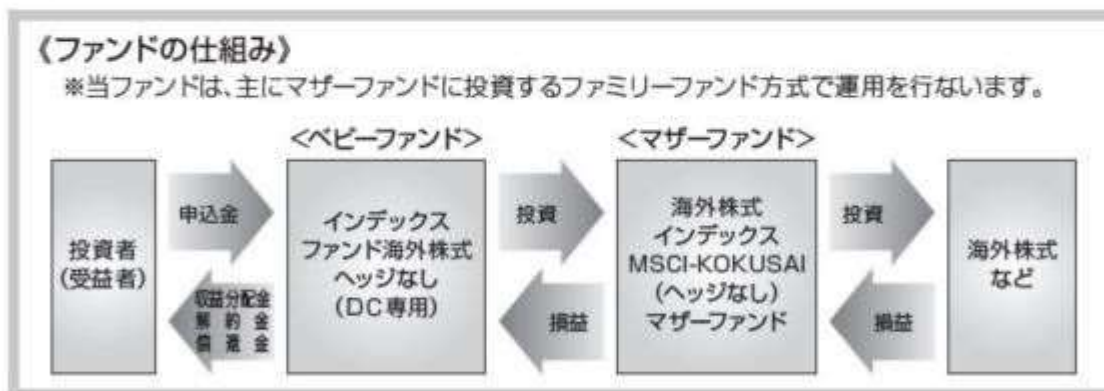 《ファンドの仕組み》
※当ファンドは、主にマザーファンドに投資するファミリーファンド方式で運用を行ないます。
<ベビーファンド>
<マザーファンド>
投資者
(受益者)
申込金
収益分配金
解約金
償還金
インデックス
ファンド海外株式
ヘッジなし
(DC専用)
投資
損益
海外株式
インデックス
MSCI-KOKUSAI
(ヘッジなし)
マザーファンド
投資
損益
海外株式
など